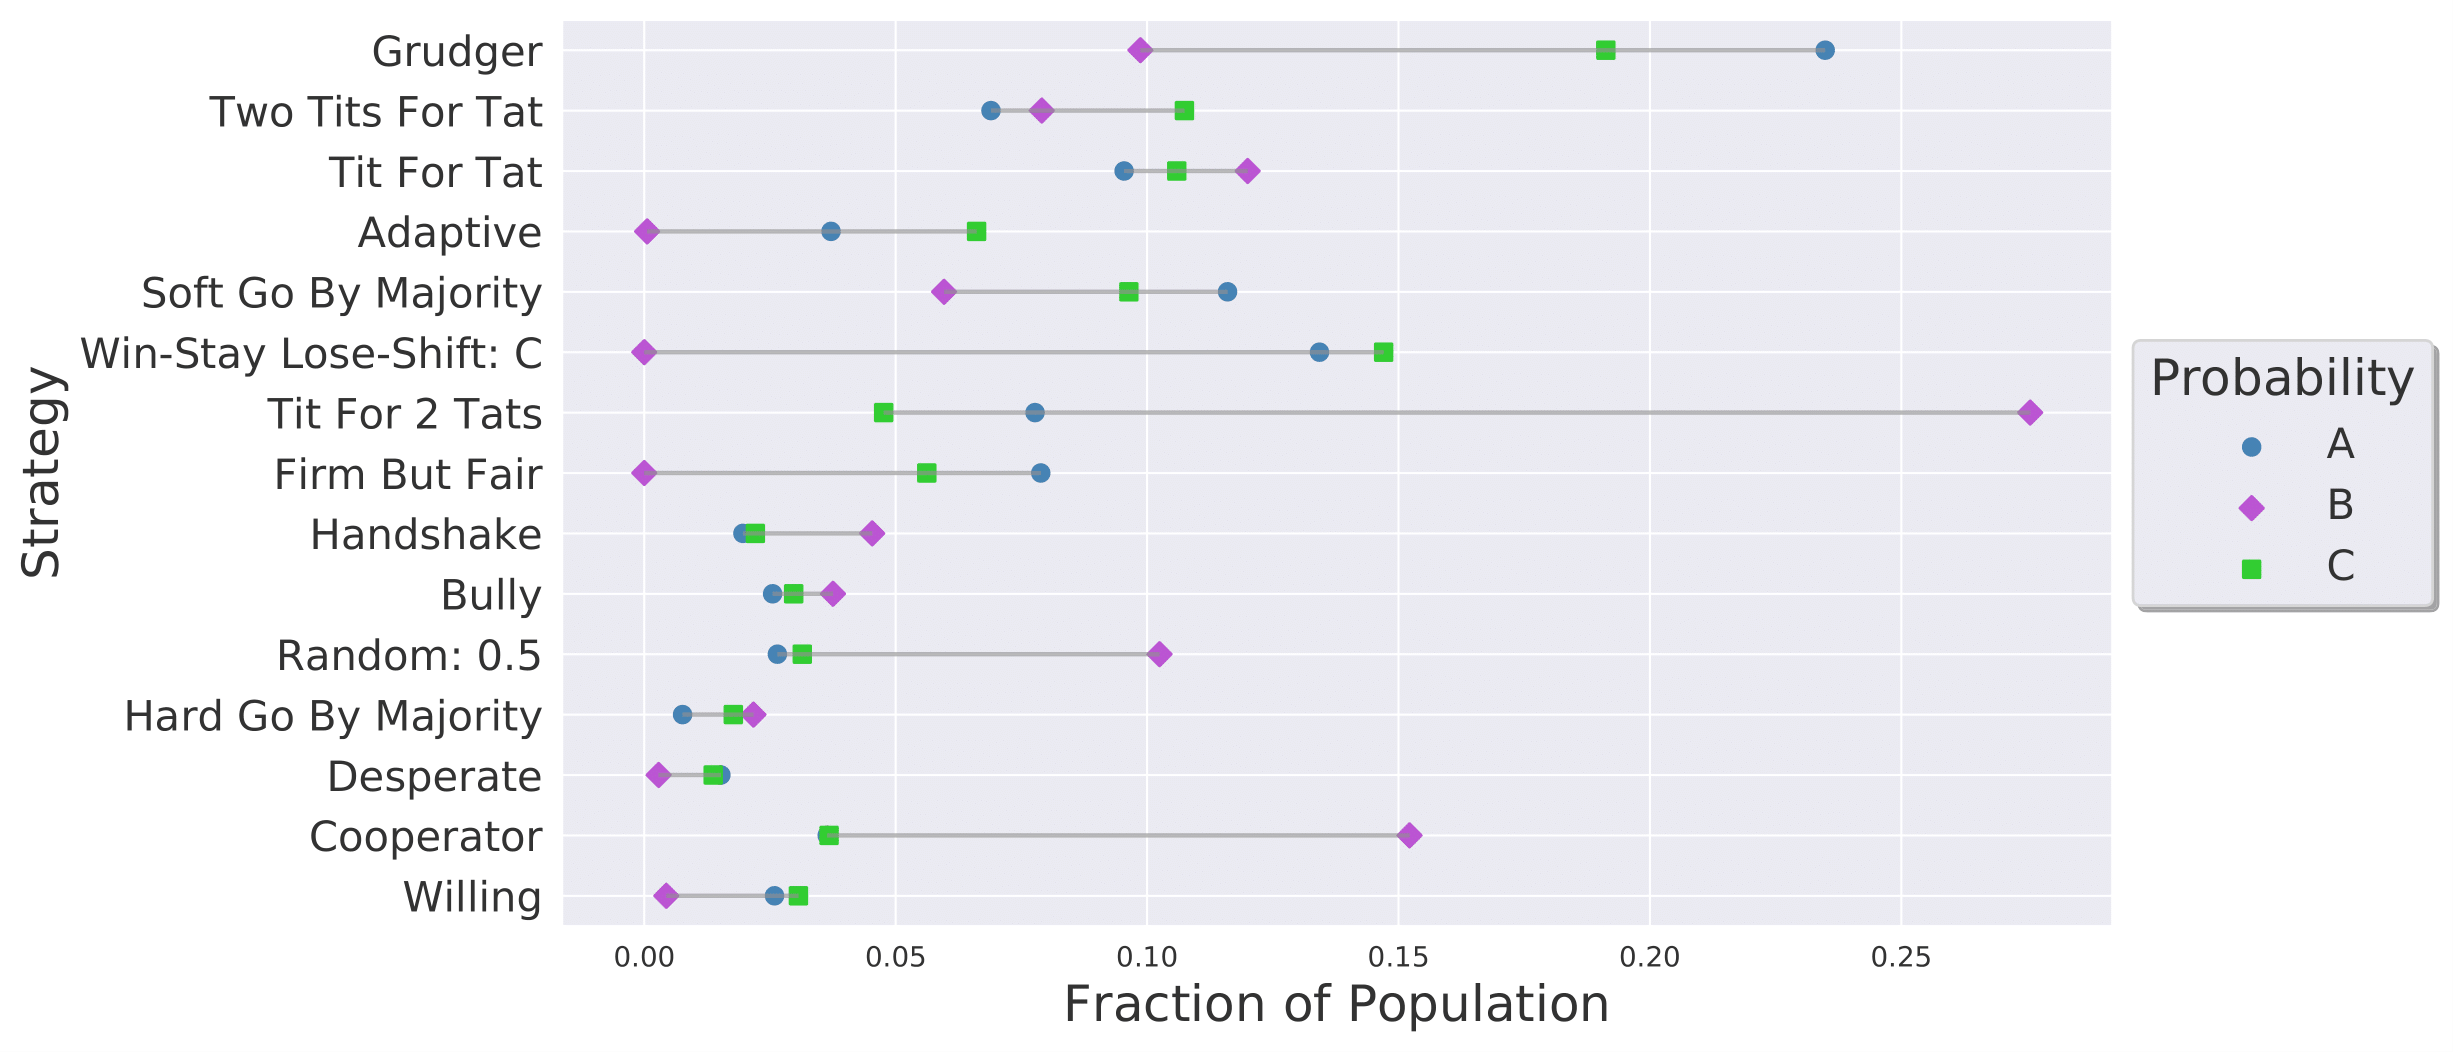 Strategy
Grudger
Two Tits For Tat
Tit For Tat
Adaptive
Soft Go By Majority
Win-Stay Lose-Shift: C
Tit For 2 Tats
Firm But Fair
Handshake
Bully
Random: 0.5
Hard Go By Majority
Desperate
Cooperator
Willing
0.00 0.05 0.10 0.15 0.20 0.25
Fraction of Population
Probability
A
B
C